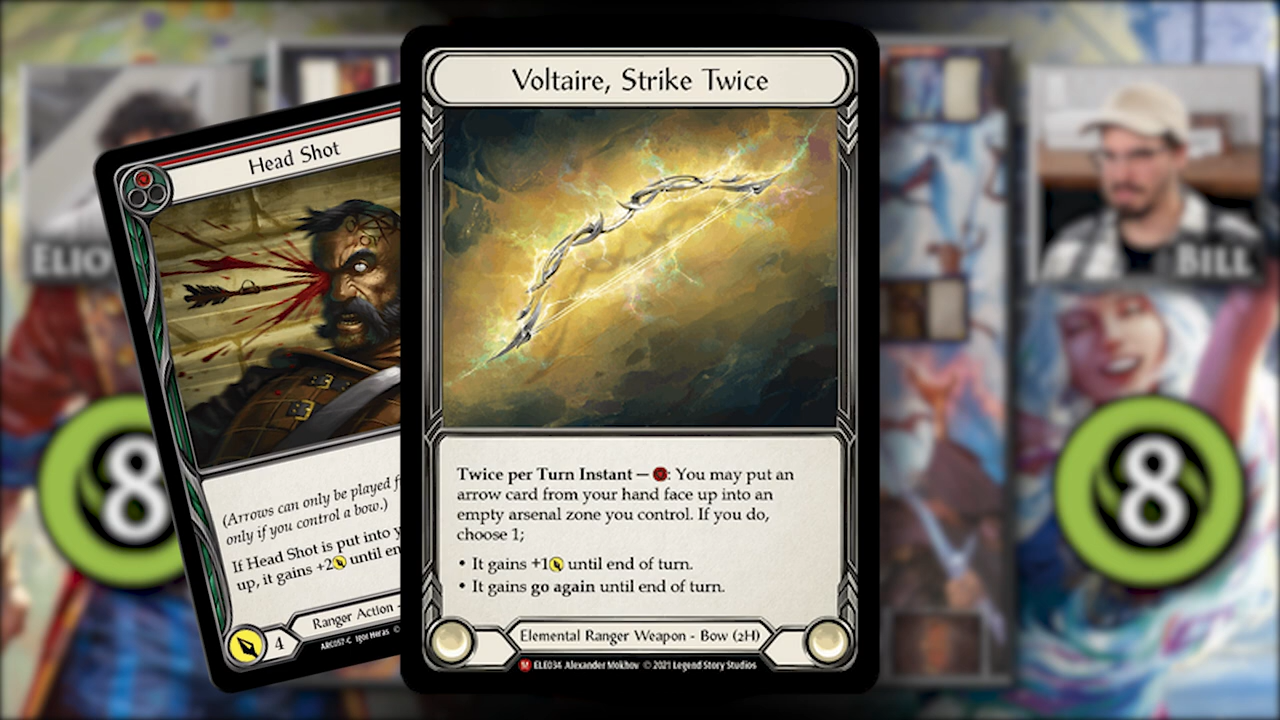 Voltaire, Strike Twice
Twice per Turn Instant — : You may put an
arrow card from your hand face up into an
empty arsenal zone you control. If you do,
choose 1;
• It gains +1 until end of turn.
• It gains go again until end of turn.
Elemental Ranger Weapon - Bow (2H)
M ELE034 Alexander Mokhov © 2021 Legend Story Studios
Head Shot
(Arrows can only be played f
only if you control a bow.)
If Head Shot is put into y
up, it gains +2 until en
4
Ranger Action -
ARC057-C Igor Heras ©
ELIO
8
BILL
8